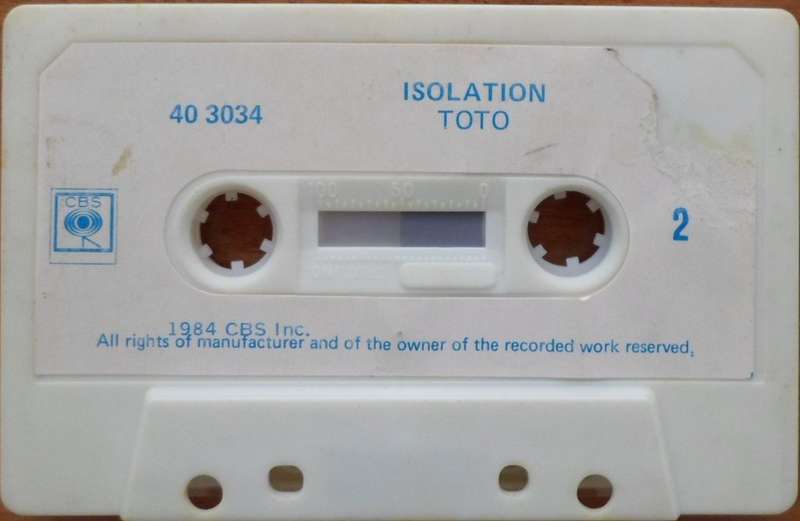 ISOLATION
40 3034
TOTO
100 50 0
CBS
2
1984 CBS Inc.
All rights of manufacturer and of the owner of the recorded work reserved.